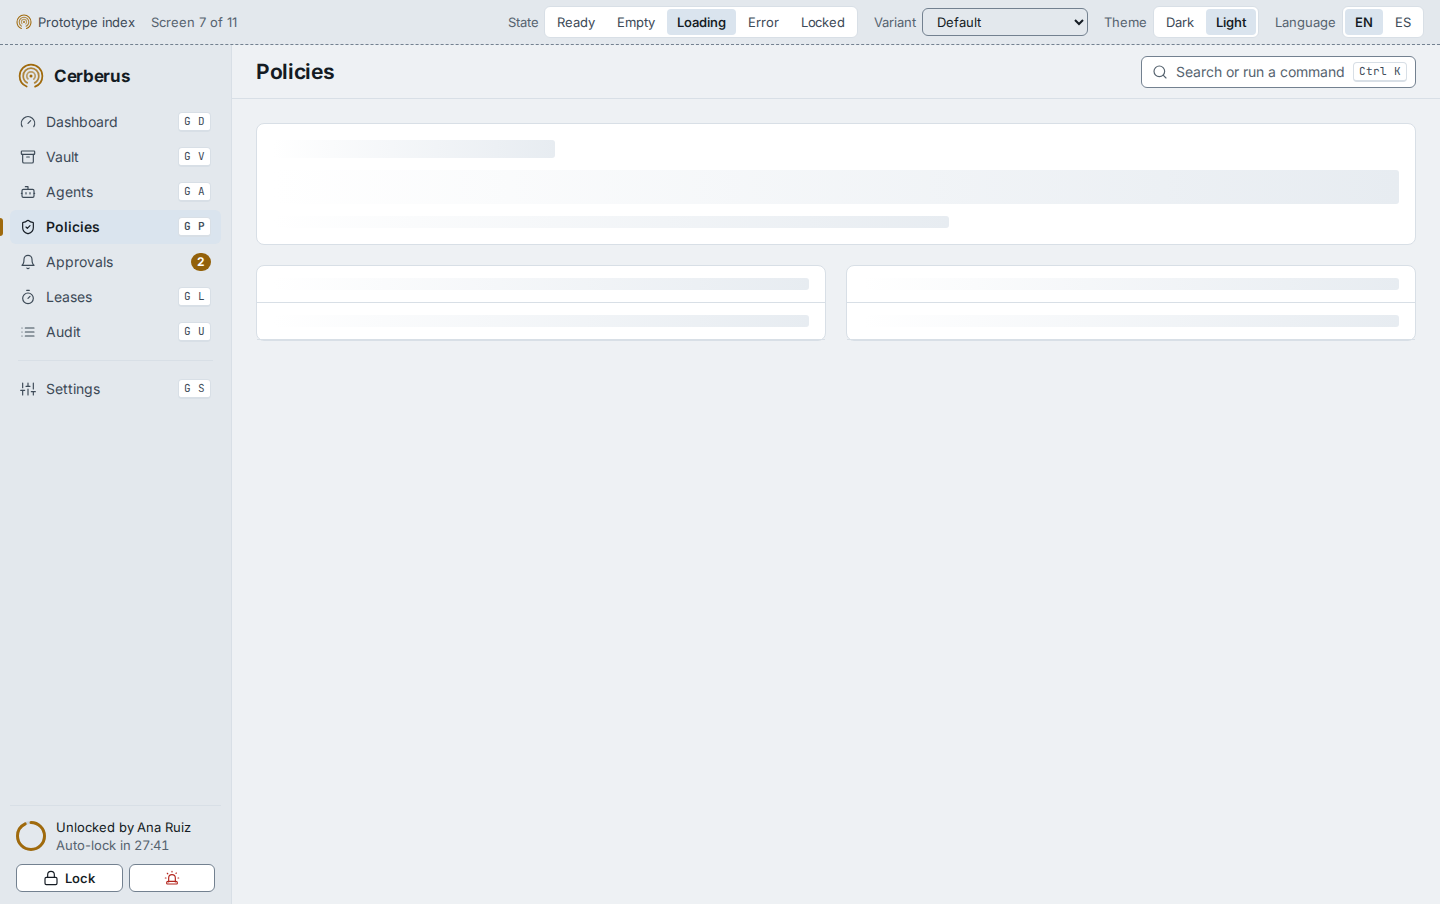 Prototype index Screen 7 of 11 State Ready Empty Loading Error Locked Variant Default Theme Dark Light Language EN ES
Cerberus
Policies
Search or run a command Ctrl K
Dashboard G D
Vault G V
Agents G A
Policies G P
Approvals 2
Leases G L
Audit G U
Settings G S
Unlocked by Ana Ruiz
Auto-lock in 27:41
Lock